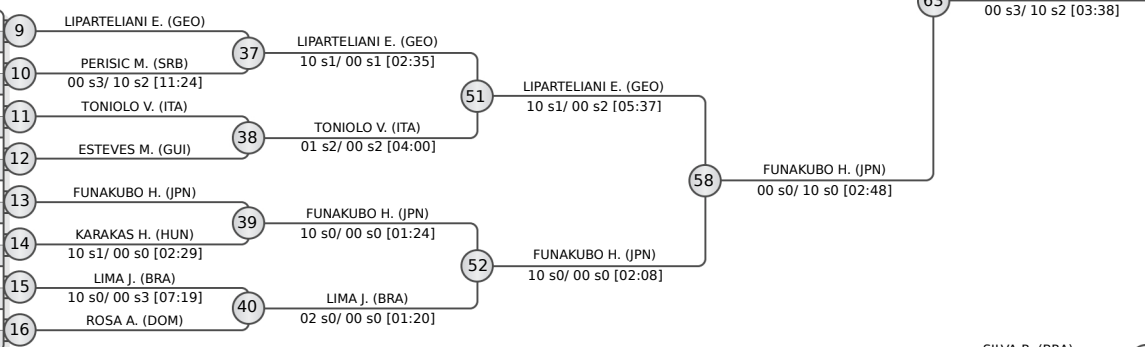 9
LIPARTELIANI E. (GEO)
10
PERISIC M. (SRB)
00 s3/ 10 s2 [11:24]
37
LIPARTELIANI E. (GEO)
10 s1/ 00 s1 [02:35]
11
TONIOLO V. (ITA)
12
ESTEVES M. (GUI)
38
TONIOLO V. (ITA)
01 s2/ 00 s2 [04:00]
51
LIPARTELIANI E. (GEO)
10 s1/ 00 s2 [05:37]
13
FUNAKUBO H. (JPN)
14
KARAKAS H. (HUN)
10 s1/ 00 s0 [02:29]
39
FUNAKUBO H. (JPN)
10 s0/ 00 s0 [01:24]
15
LIMA J. (BRA)
10 s0/ 00 s3 [07:19]
16
ROSA A. (DOM)
40
LIMA J. (BRA)
02 s0/ 00 s0 [01:20]
52
FUNAKUBO H. (JPN)
10 s0/ 00 s0 [02:08]
58
FUNAKUBO H. (JPN)
00 s0/ 10 s0 [02:48]
63
00 s3/ 10 s2 [03:38]